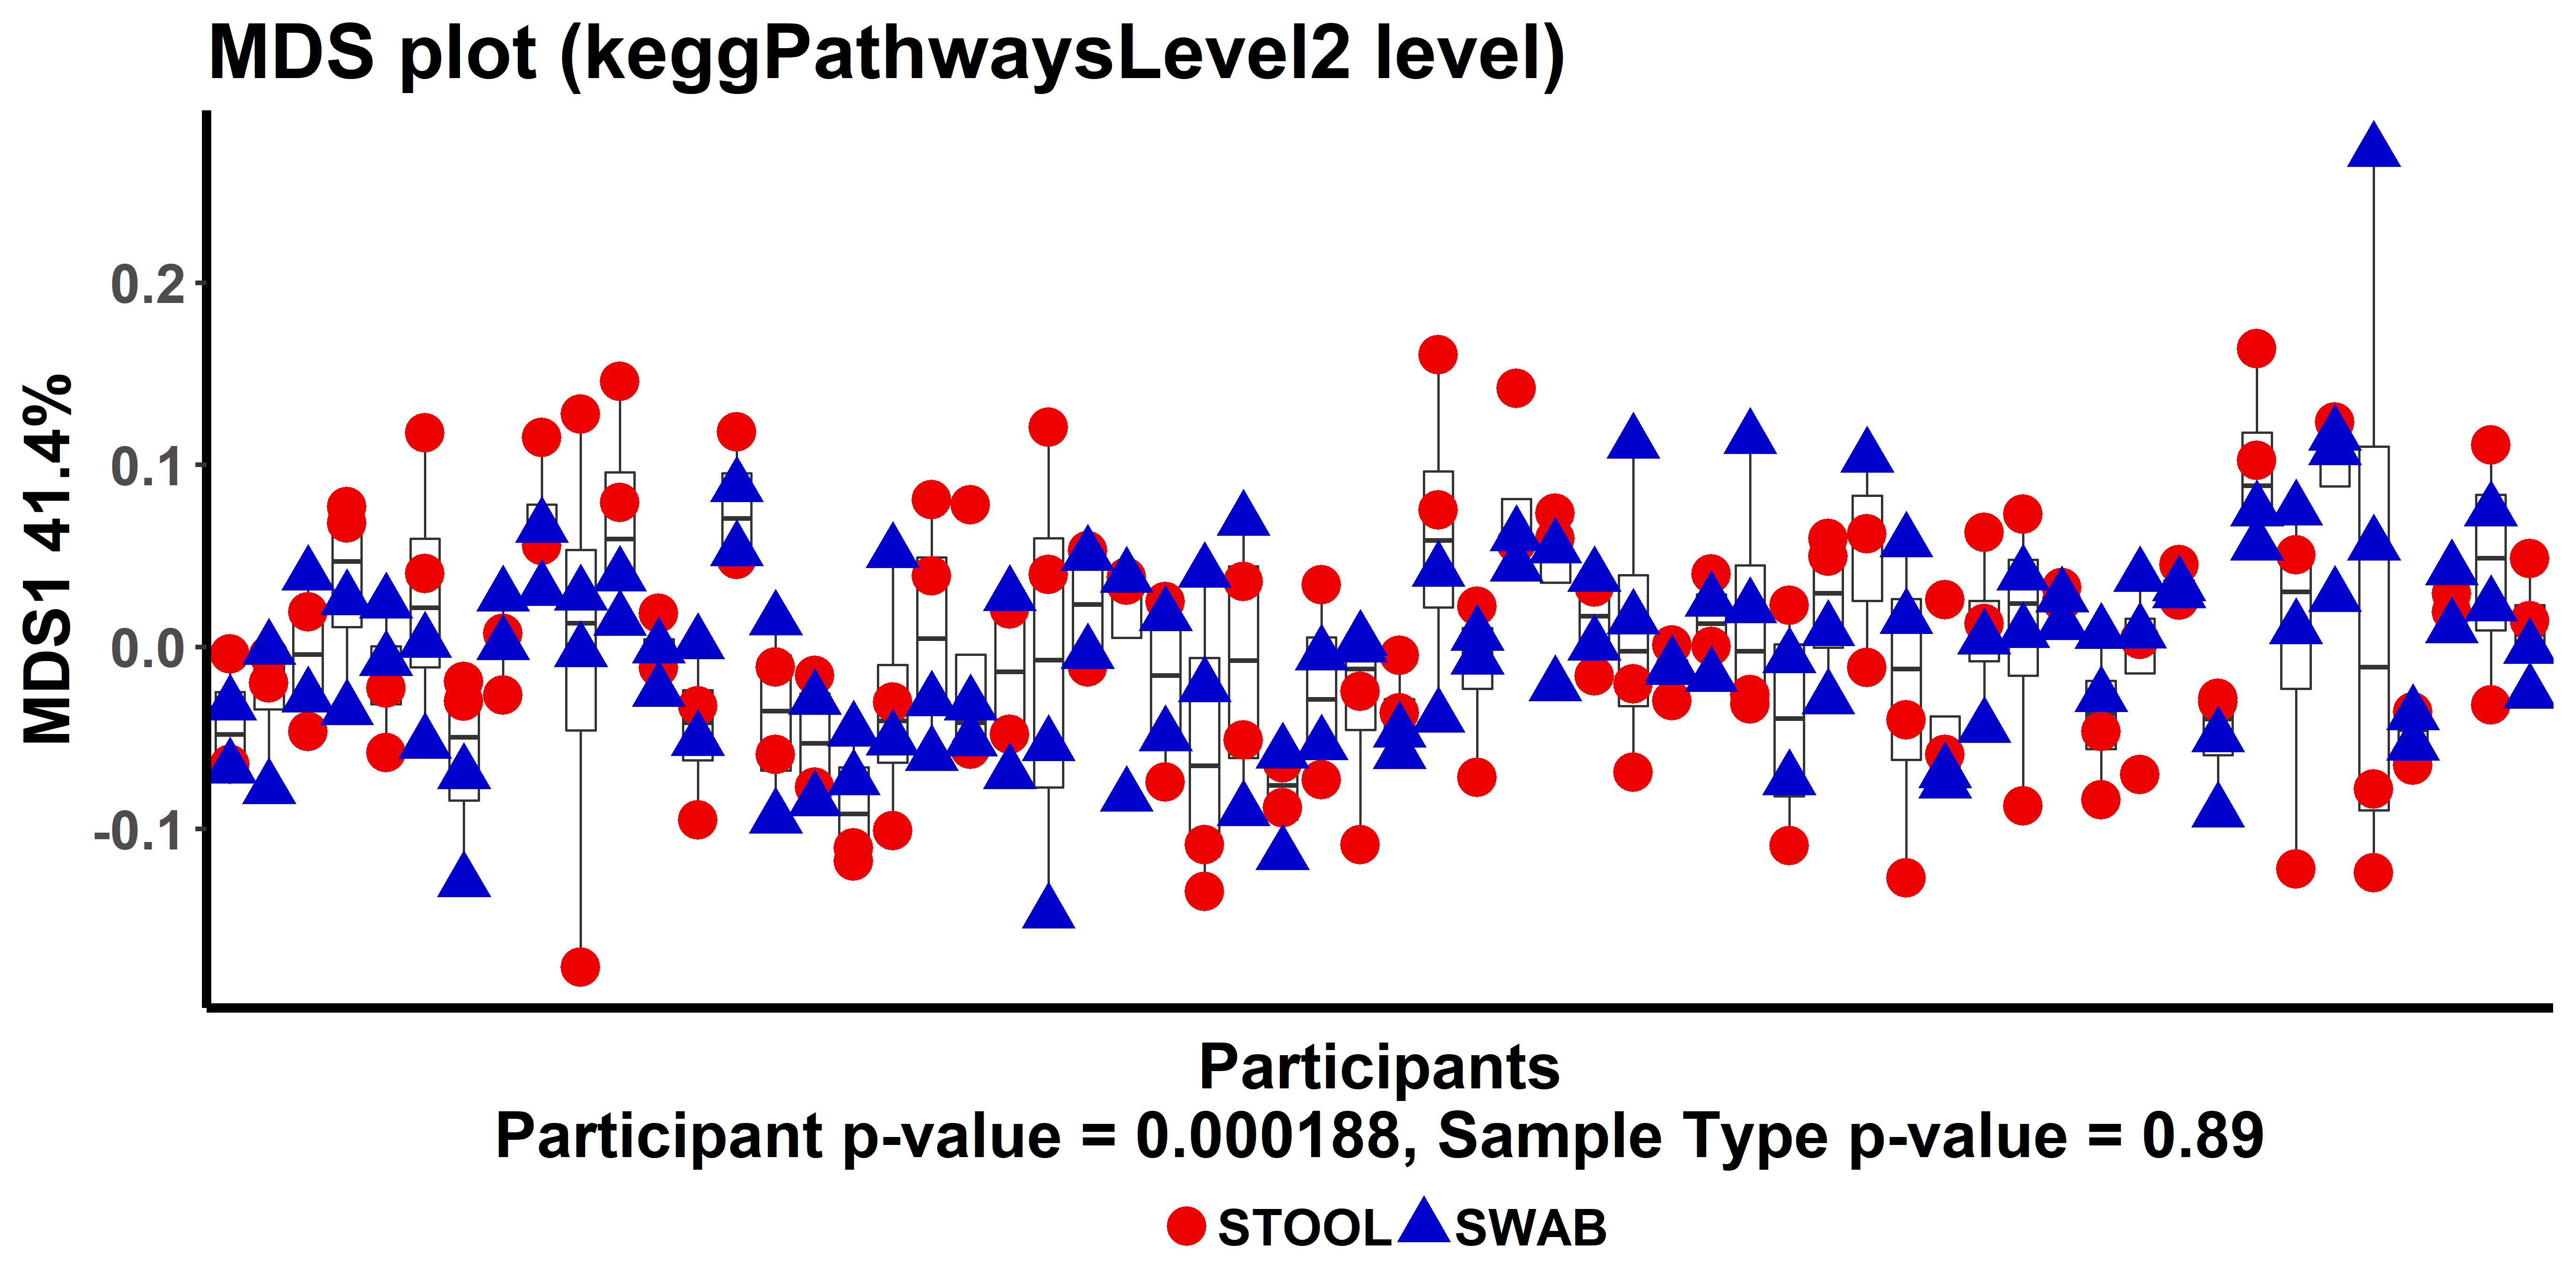 MDS plot (keggPathwaysLevel2 level)
MDS1 41.4%
0.2
0.1
0.0
-0.1
Participants
Participant p-value = 0.000188, Sample Type p-value = 0.89
STOOL SWAB